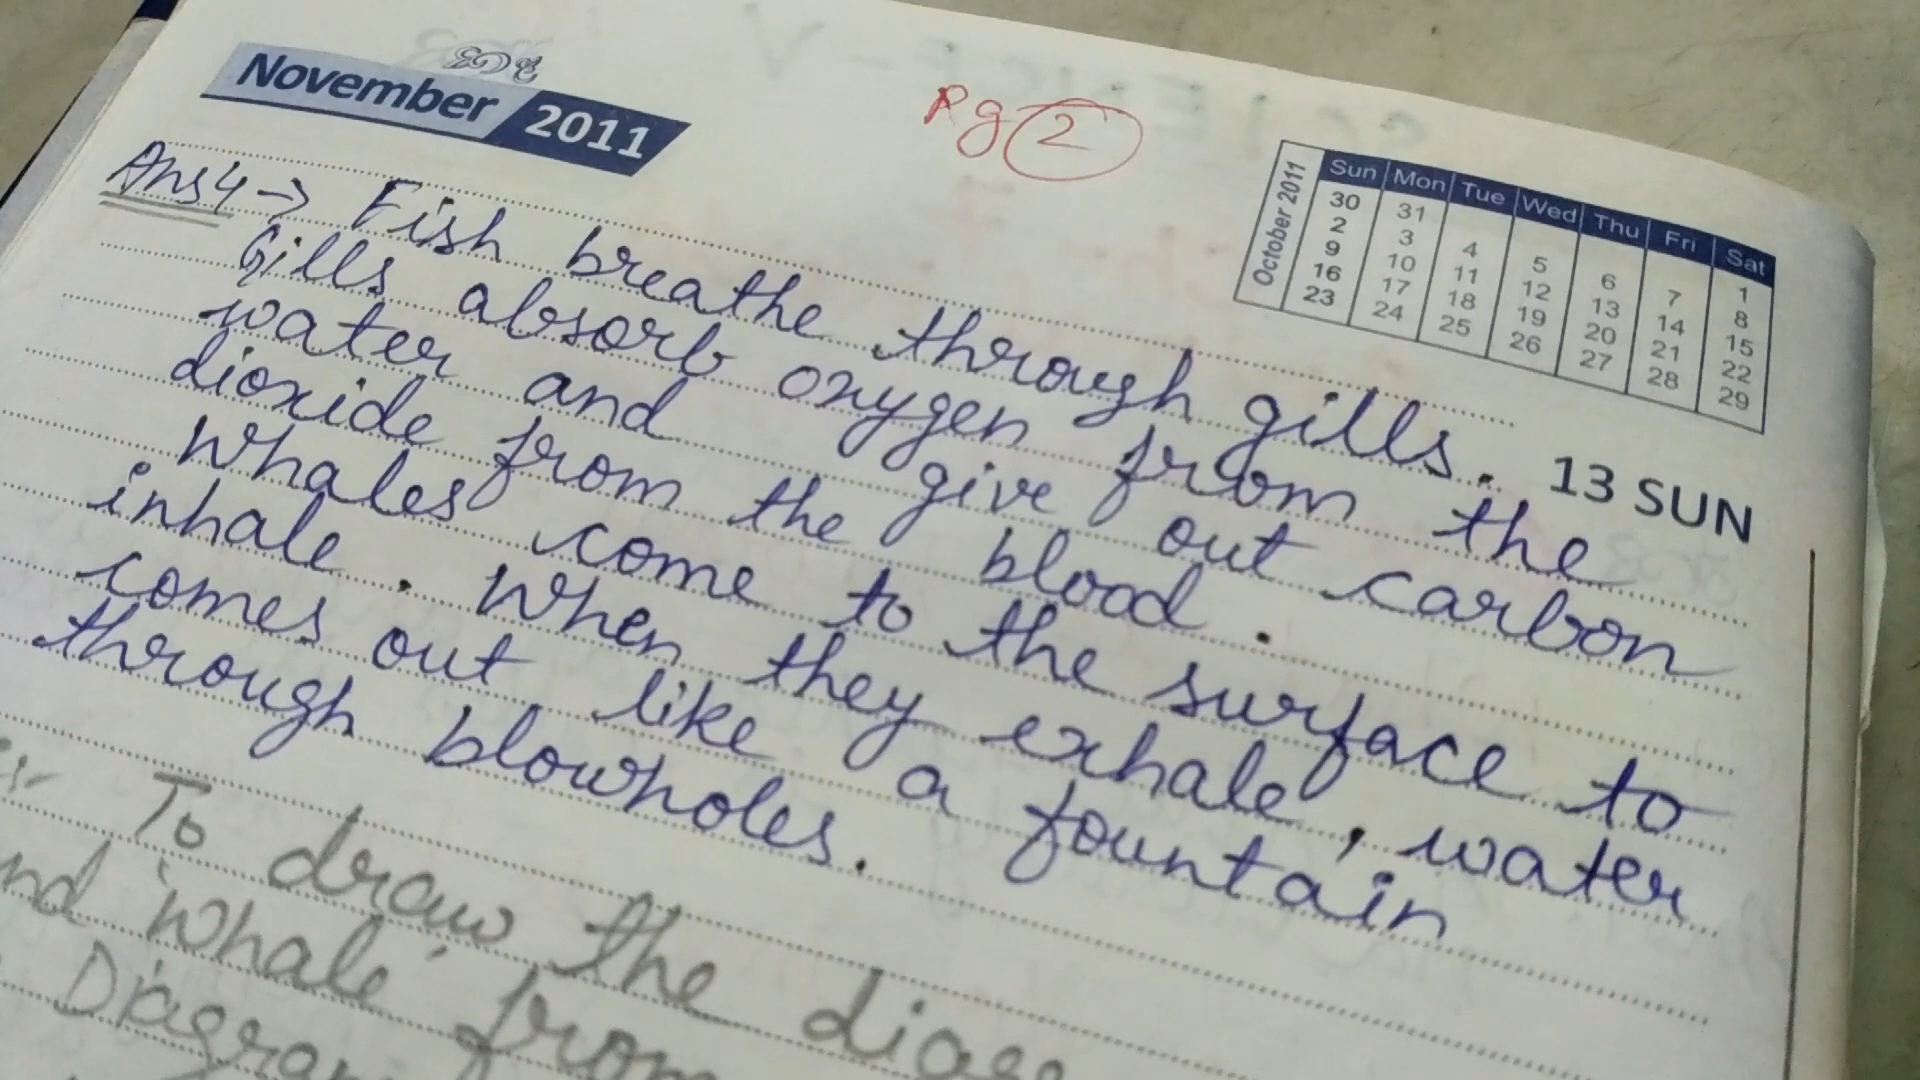 November 2011
Pg 2
October 2011
Sun Mon Tue Wed Thu Fri Sat
30 31 1
2 3 4 5 6 7 8
9 10 11 12 13 14 15
16 17 18 19 20 21 22
23 24 25 26 27 28 29
13 SUN
Ans4 → Fish breathe through gills.
Gills absorb oxygen from the
water and give out carbon
dioxide from the blood.
Whales come to the surface to
inhale. When they exhale, water
comes out like a fountain
through blowholes.
To draw the
whale from